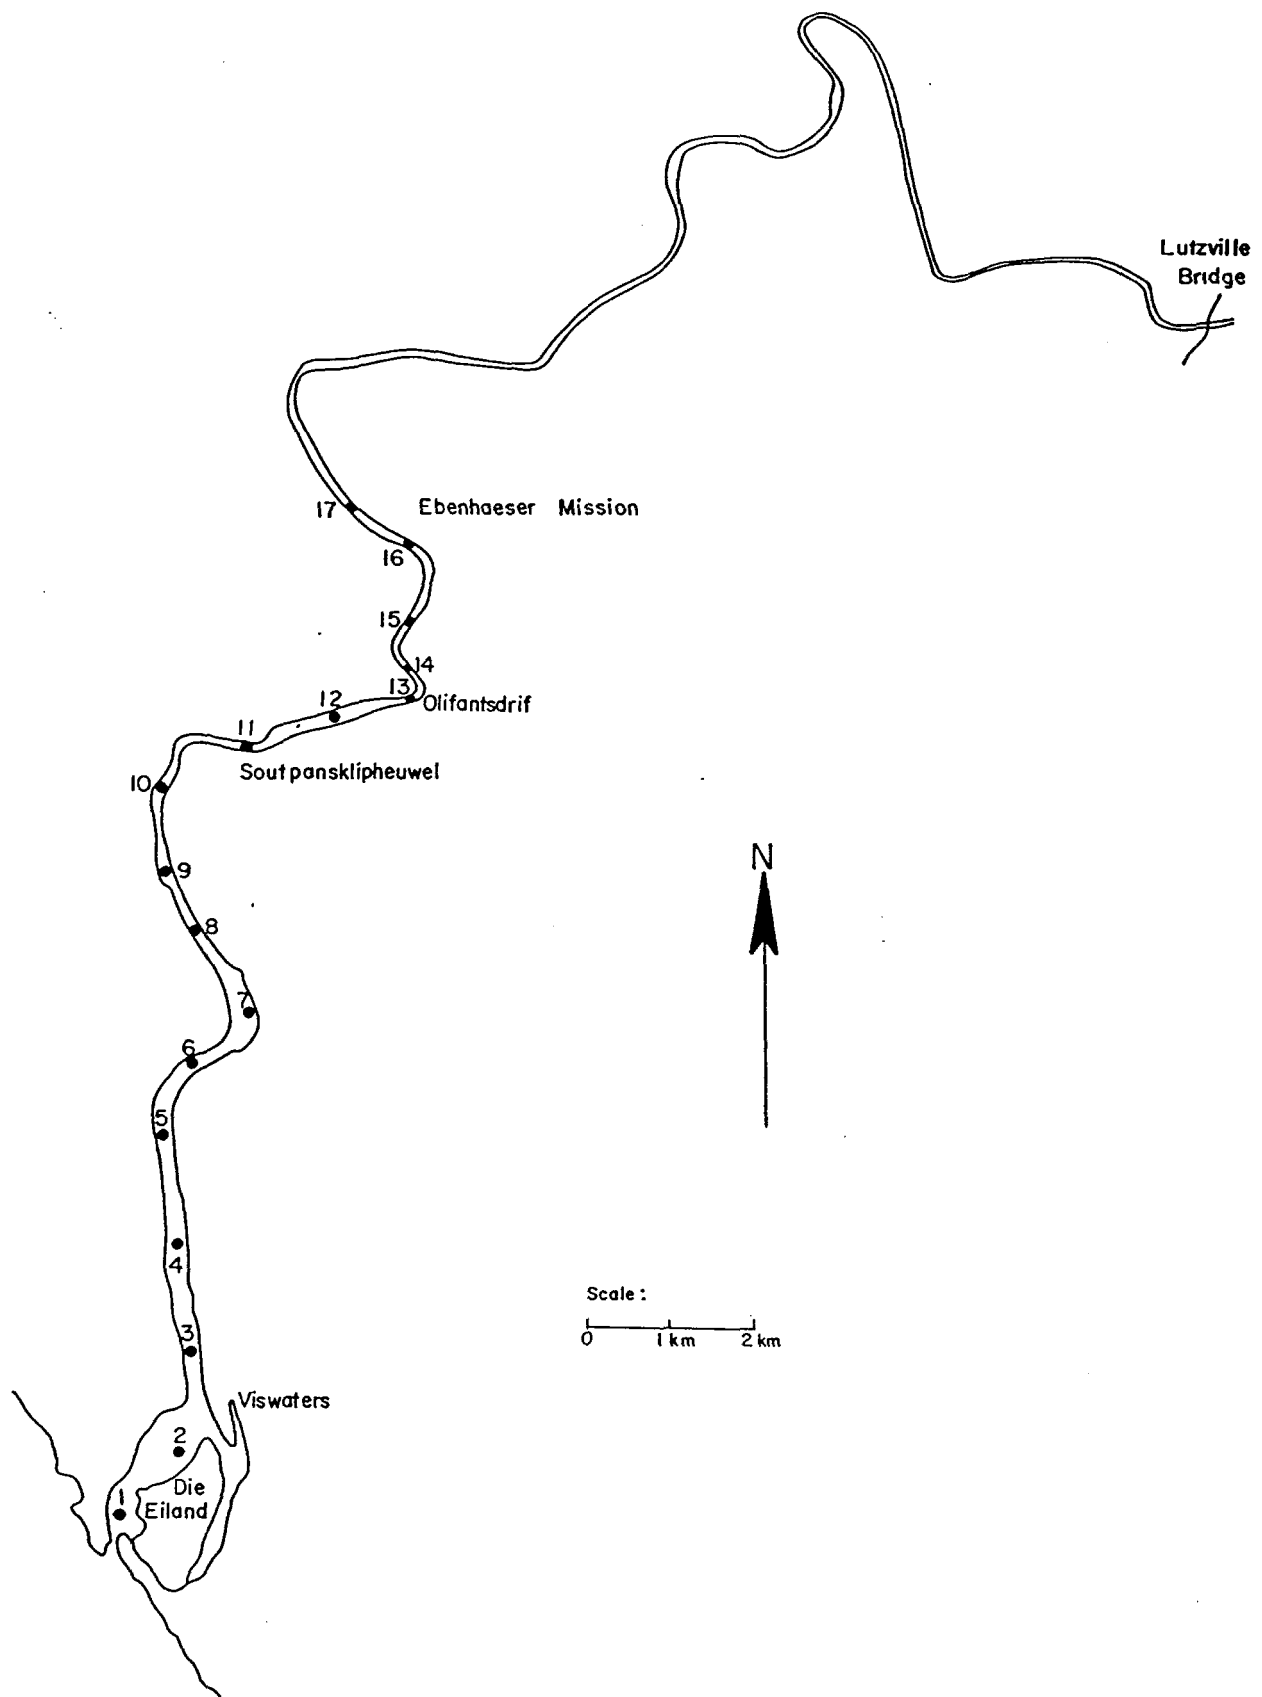 Lutzville
Bridge
17
Ebenhaeser Mission
16
15
14
13
Olifantsdrif
12
11
Soutpansklipheuwel
10
9
8
N
7
6
5
4
Scale :
0 1 km 2 km
3
Viswaters
2
Die
Eiland
1